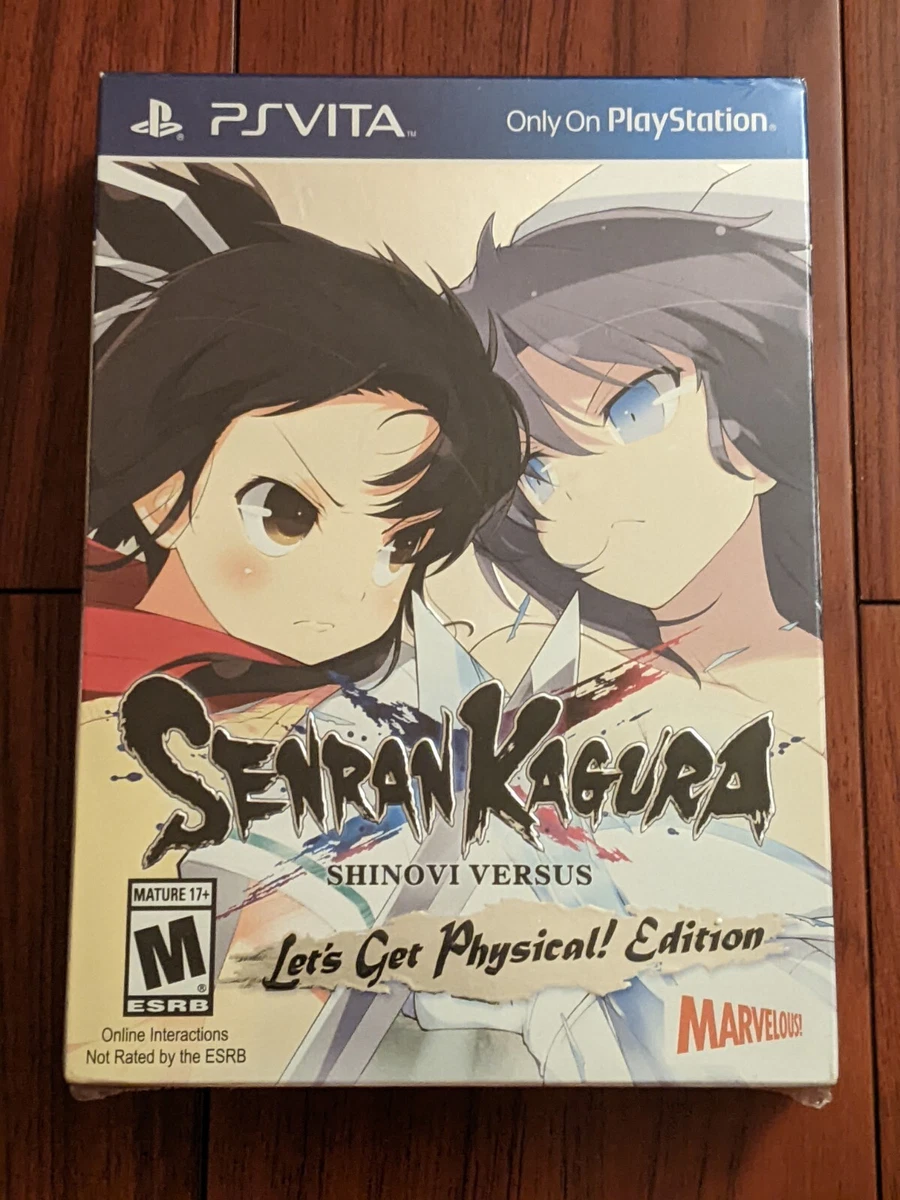 PSVITA™ Only On PlayStation®
SENRAN KAGURA
SHINOVI VERSUS
Let's Get Physical! Edition
MATURE 17+
M
®
ESRB
Online Interactions
Not Rated by the ESRB
MARVELOUS!